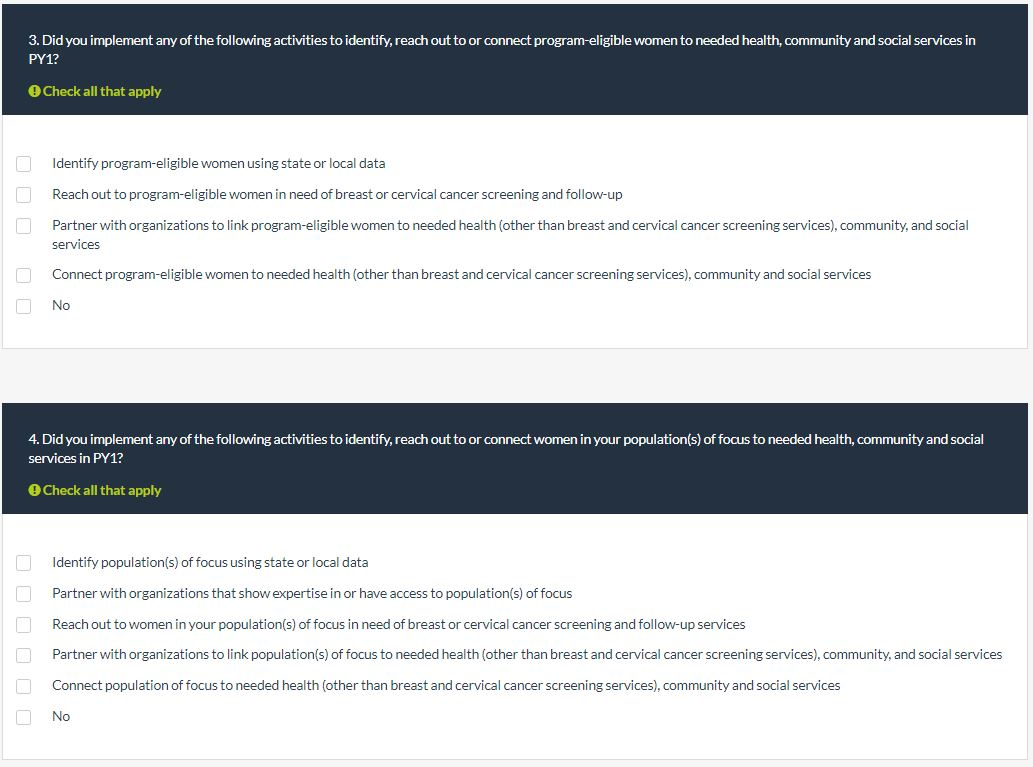 3. Did you implement any of the following activities to identify, reach out to or connect program-eligible women to needed health, community and social services in
PY1?
Check all that apply
Identify program-eligible women using state or local data
Reach out to program-eligible women in need of breast or cervical cancer screening and follow-up
Partner with organizations to link program-eligible women to needed health (other than breast and cervical cancer screening services), community, and social
services
Connect program-eligible women to needed health (other than breast and cervical cancer screening services), community and social services
No
4. Did you implement any of the following activities to identify, reach out to or connect women in your population(s) of focus to needed health, community and social
services in PY1?
Check all that apply
Identify population(s) of focus using state or local data
Partner with organizations that show expertise in or have access to population(s) of focus
Reach out to women in your population(s) of focus in need of breast or cervical cancer screening and follow-up services
Partner with organizations to link population(s) of focus to needed health (other than breast and cervical cancer screening services), community, and social services
Connect population of focus to needed health (other than breast and cervical cancer screening services), community and social services
No